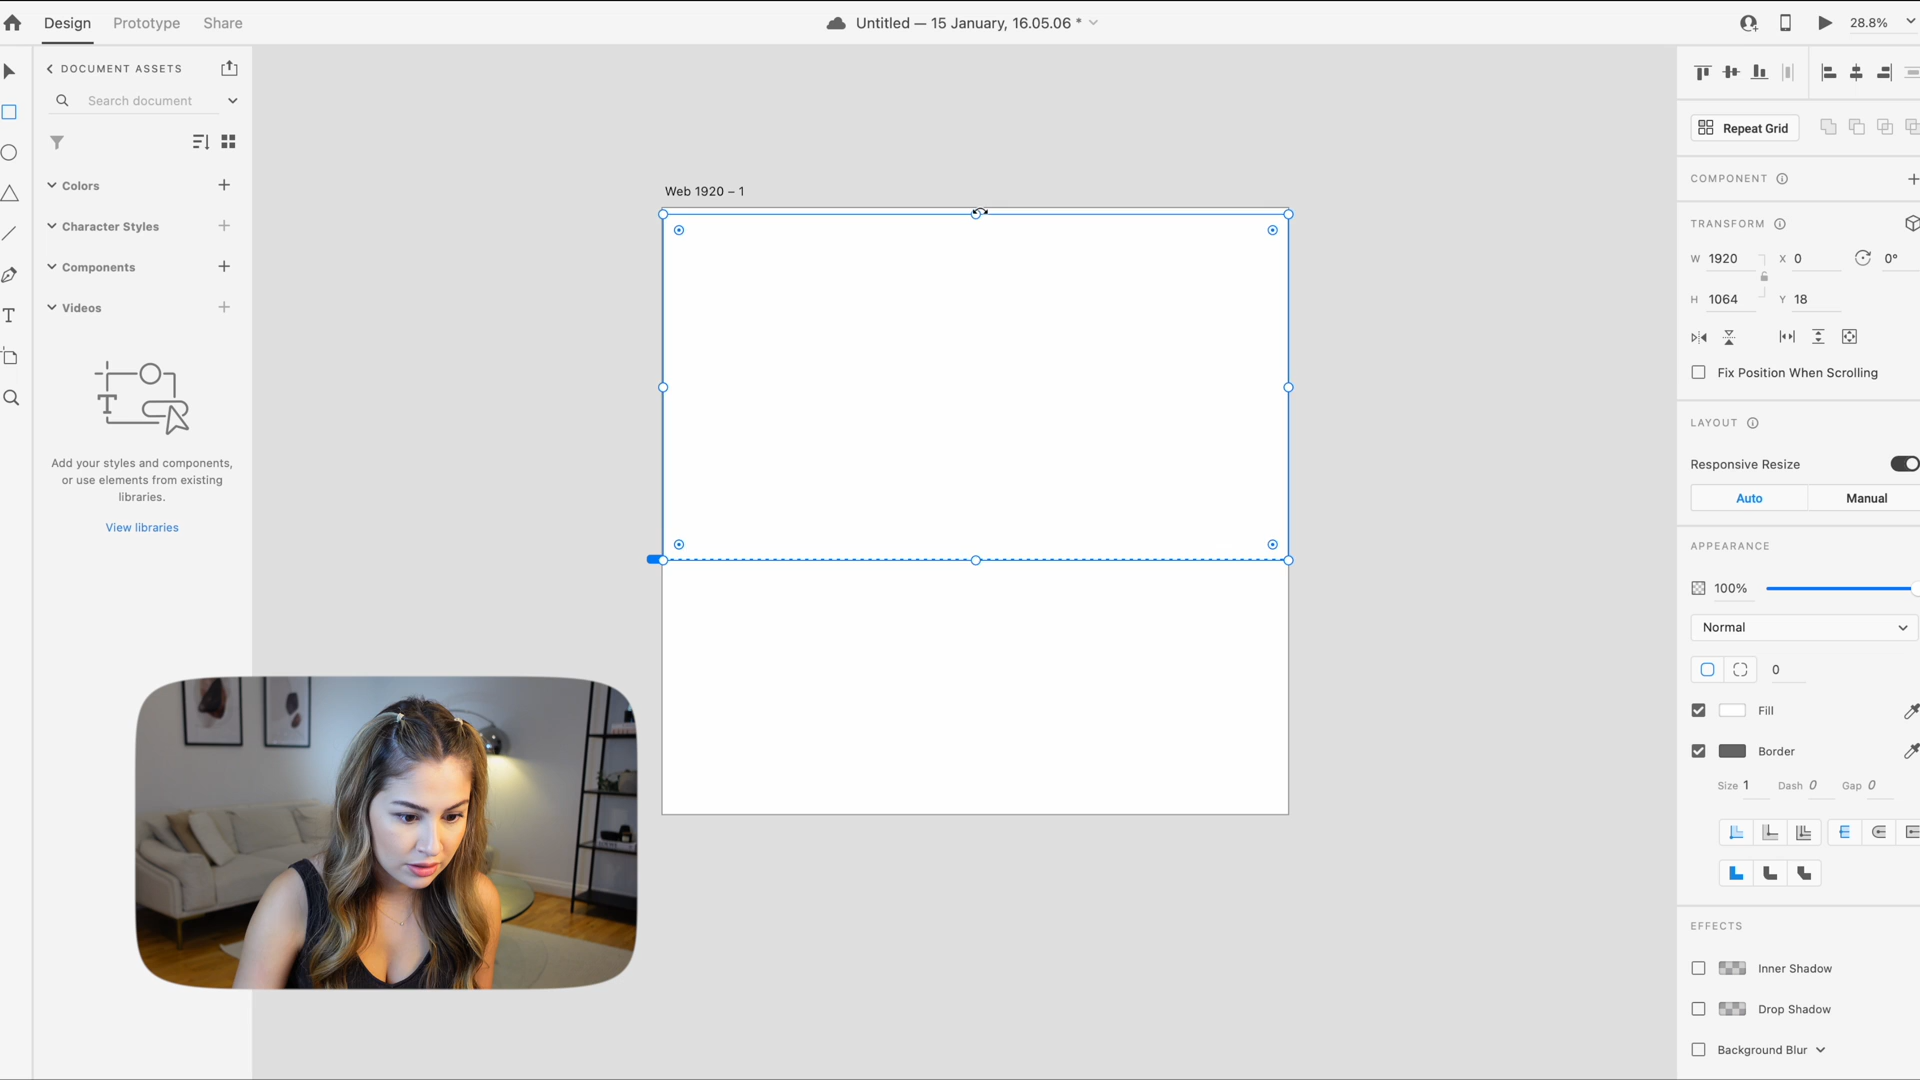 Design
Prototype
Share
Untitled — 15 January, 16.05.06 *
28.8%
DOCUMENT ASSETS
Search document
Colors
Character Styles
Components
Videos
Add your styles and components,
or use elements from existing
libraries.
View libraries
Web 1920 – 1
Repeat Grid
COMPONENT
TRANSFORM
W 1920 X 0 0°
H 1064 Y 18
Fix Position When Scrolling
LAYOUT
Responsive Resize
Auto Manual
APPEARANCE
100%
Normal
0
Fill
Border
Size 1 Dash 0 Gap 0
EFFECTS
Inner Shadow
Drop Shadow
Background Blur